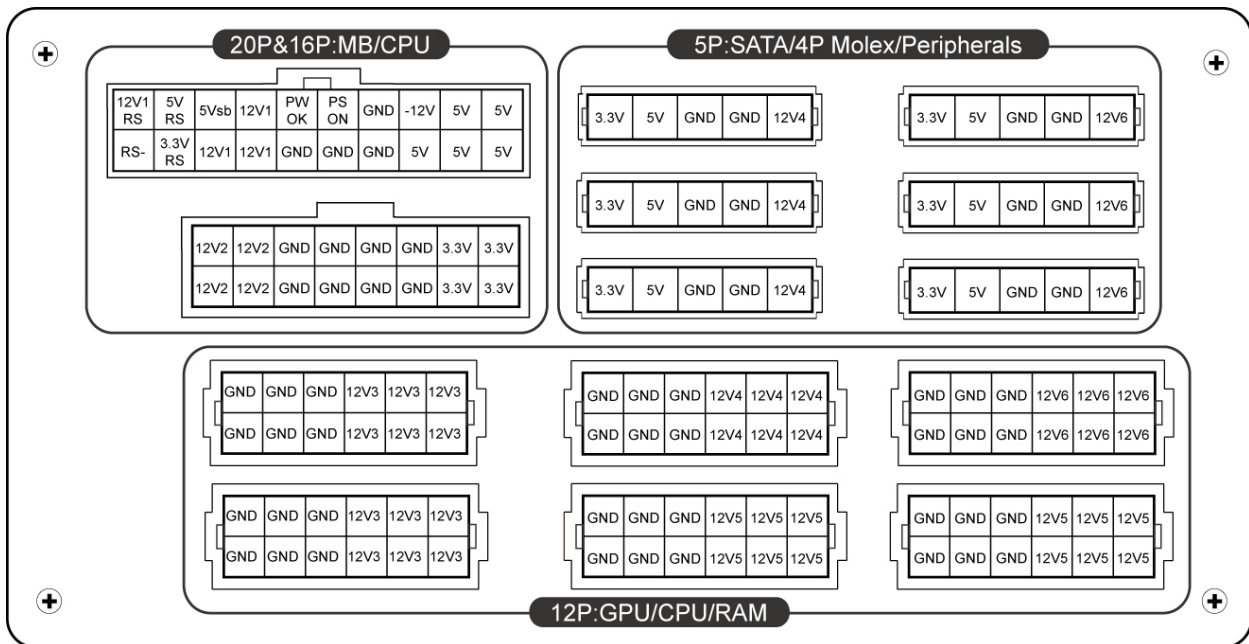 20P&16P:MB/CPU
12V1 RS 5V RS 5Vsb 12V1 PW OK PS ON GND -12V 5V 5V
RS- 3.3V RS 12V1 12V1 GND GND GND 5V 5V 5V
12V2 12V2 GND GND GND GND 3.3V 3.3V
12V2 12V2 GND GND GND GND 3.3V 3.3V
5P:SATA/4P Molex/Peripherals
3.3V 5V GND GND 12V4
3.3V 5V GND GND 12V6
3.3V 5V GND GND 12V4
3.3V 5V GND GND 12V6
3.3V 5V GND GND 12V4
3.3V 5V GND GND 12V6
GND GND GND 12V3 12V3 12V3
GND GND GND 12V3 12V3 12V3
GND GND GND 12V4 12V4 12V4
GND GND GND 12V4 12V4 12V4
GND GND GND 12V6 12V6 12V6
GND GND GND 12V6 12V6 12V6
GND GND GND 12V3 12V3 12V3
GND GND GND 12V3 12V3 12V3
GND GND GND 12V5 12V5 12V5
GND GND GND 12V5 12V5 12V5
GND GND GND 12V5 12V5 12V5
GND GND GND 12V5 12V5 12V5
12P:GPU/CPU/RAM